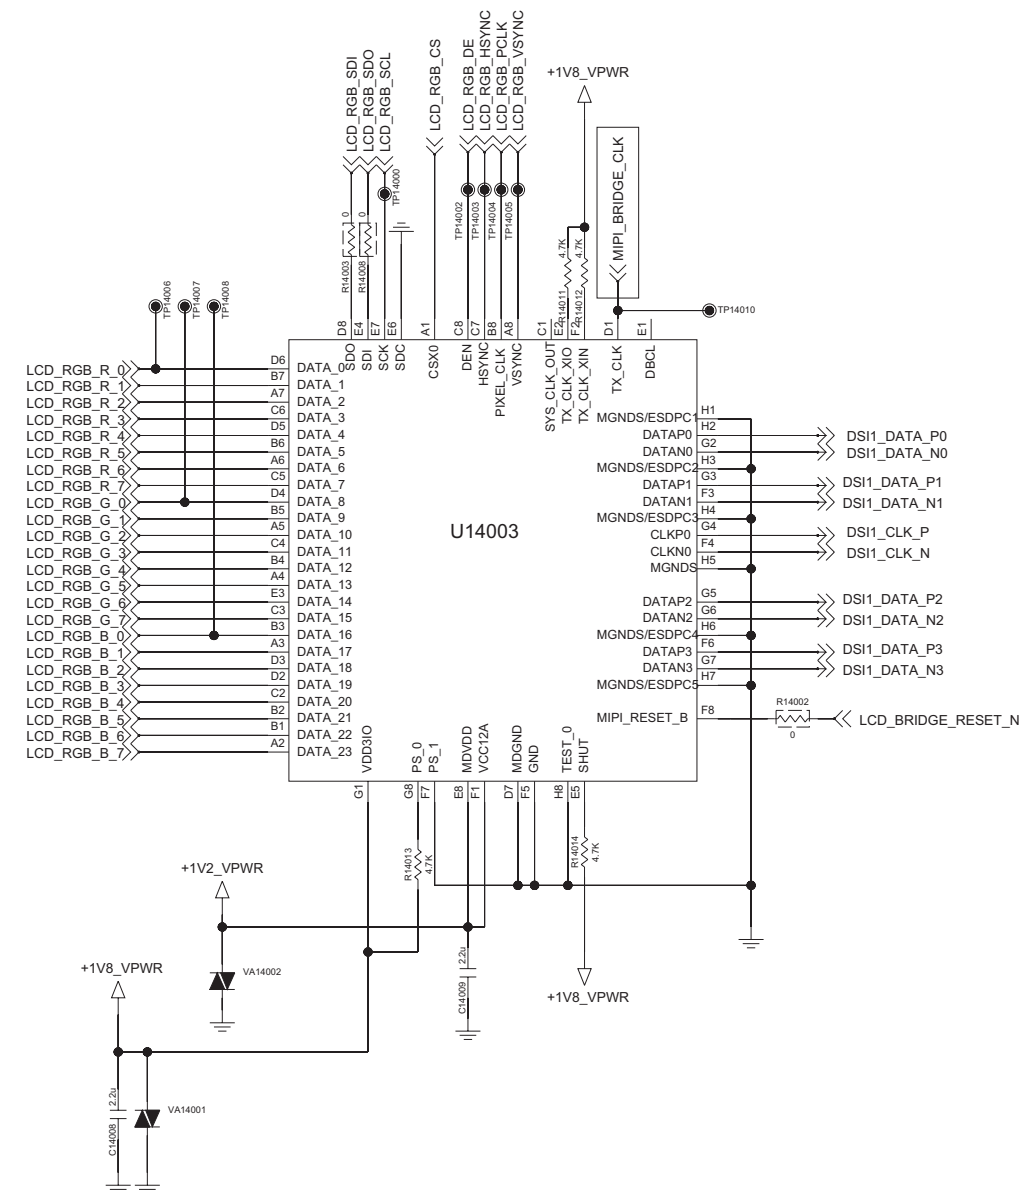 LCD_RGB_SDI
LCD_RGB_SDO
LCD_RGB_SCL
LCD_RGB_CS
LCD_RGB_DE
LCD_RGB_HSYNC
LCD_RGB_PCLK
LCD_RGB_VSYNC
+1V8_VPWR
MIPI_BRIDGE_CLK
TP14000
TP14002
TP14003
TP14004
TP14005
0
0
R14003
R14008
4.7K
4.7K
R14011
R14012
TP14006
TP14007
TP14008
TP14010
D8
E4
E7
E6
A1
C8
C7
B8
A8
C1
E2
F2
D1
E1
SDO
SDI
SCK
SDC
CSX0
DEN
HSYNC
PIXEL_CLK
VSYNC
SYS_CLK_OUT
TX_CLK_XIO
TX_CLK_XIN
TX_CLK
DBCL
LCD_RGB_R_0 D6 DATA_0
LCD_RGB_R_1 B7 DATA_1
LCD_RGB_R_2 A7 DATA_2
LCD_RGB_R_3 C6 DATA_3
LCD_RGB_R_4 D5 DATA_4
LCD_RGB_R_5 B6 DATA_5
LCD_RGB_R_6 A6 DATA_6
LCD_RGB_R_7 C5 DATA_7
LCD_RGB_G_0 D4 DATA_8
LCD_RGB_G_1 B5 DATA_9
LCD_RGB_G_2 A5 DATA_10
LCD_RGB_G_3 C4 DATA_11
LCD_RGB_G_4 B4 DATA_12
LCD_RGB_G_5 A4 DATA_13
LCD_RGB_G_6 E3 DATA_14
LCD_RGB_G_7 C3 DATA_15
LCD_RGB_B_0 B3 DATA_16
LCD_RGB_B_1 A3 DATA_17
LCD_RGB_B_2 D3 DATA_18
LCD_RGB_B_3 D2 DATA_19
LCD_RGB_B_4 C2 DATA_20
LCD_RGB_B_5 B2 DATA_21
LCD_RGB_B_6 B1 DATA_22
LCD_RGB_B_7 A2 DATA_23
U14003
MGNDS/ESDPC1 H1
DATAP0 H2 DSI1_DATA_P0
DATAN0 G2 DSI1_DATA_N0
MGNDS/ESDPC2 H3
DATAP1 G3 DSI1_DATA_P1
DATAN1 F3 DSI1_DATA_N1
MGNDS/ESDPC3 H4
CLKP0 G4 DSI1_CLK_P
CLKN0 F4 DSI1_CLK_N
MGNDS H5
DATAP2 G5 DSI1_DATA_P2
DATAN2 G6 DSI1_DATA_N2
MGNDS/ESDPC4 H6
DATAP3 F6 DSI1_DATA_P3
DATAN3 G7 DSI1_DATA_N3
MGNDS/ESDPC5 H7
MIPI_RESET_B F8 R14002 0 LCD_BRIDGE_RESET_N
VDD3IO
PS_0
PS_1
MDVDD
VCC12A
MDGND
GND
TEST_0
SHUT
G1
G8
F7
E8
F1
D7
F5
H8
E5
R14013
4.7K
R14014
4.7K
+1V2_VPWR
VA14002
2.2u
C14009
+1V8_VPWR
+1V8_VPWR
2.2u
C14008
VA14001